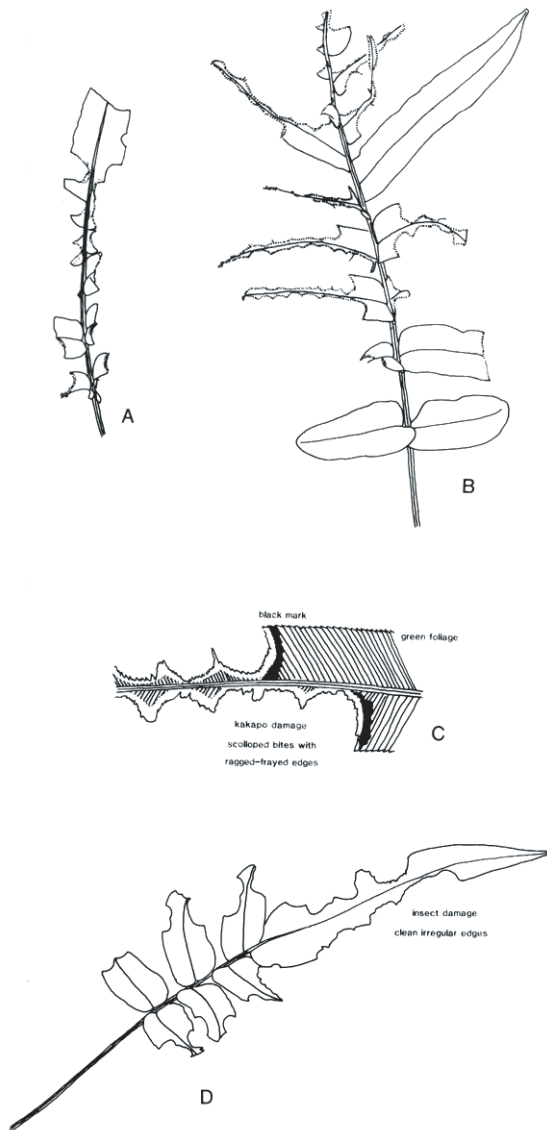 A
B
black mark
green foliage
kakapo damage
scolloped bites with
ragged-frayed edges
C
insect damage
clean irregular edges
D